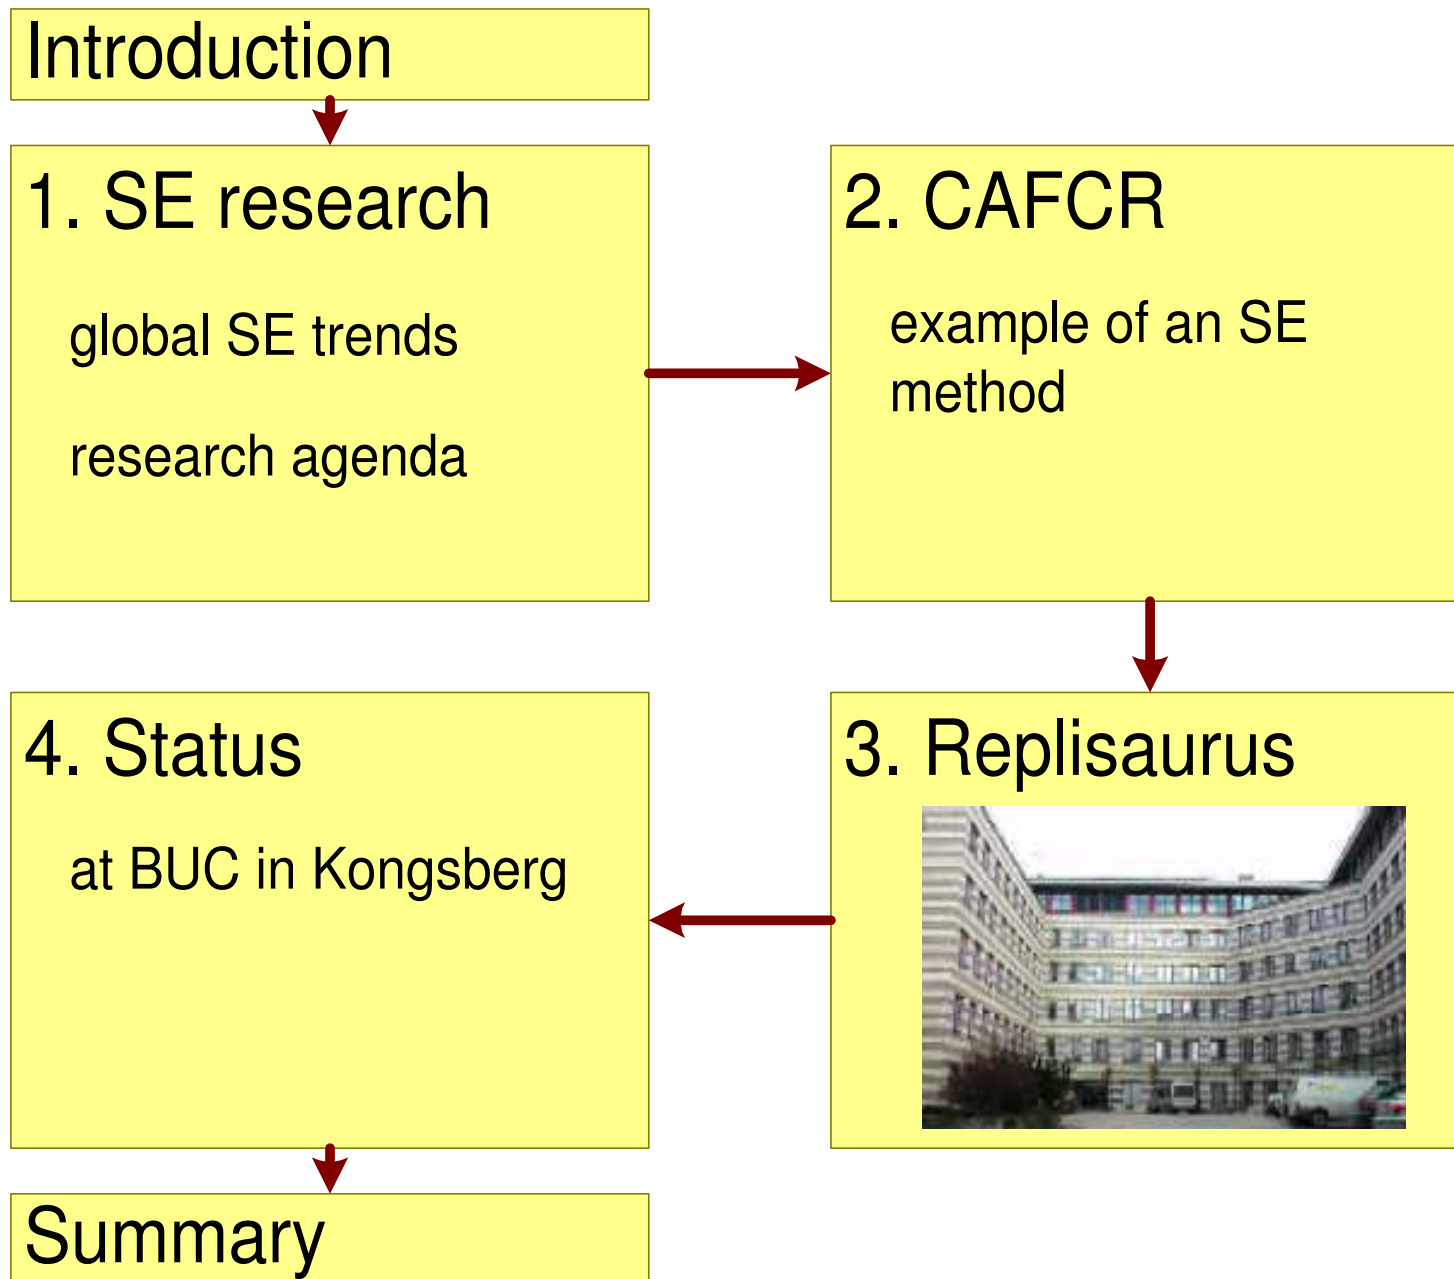 Introduction
1. SE research
global SE trends
research agenda
2. CAFCR
example of an SE
method
3. Replisaurus
4. Status
at BUC in Kongsberg
Summary